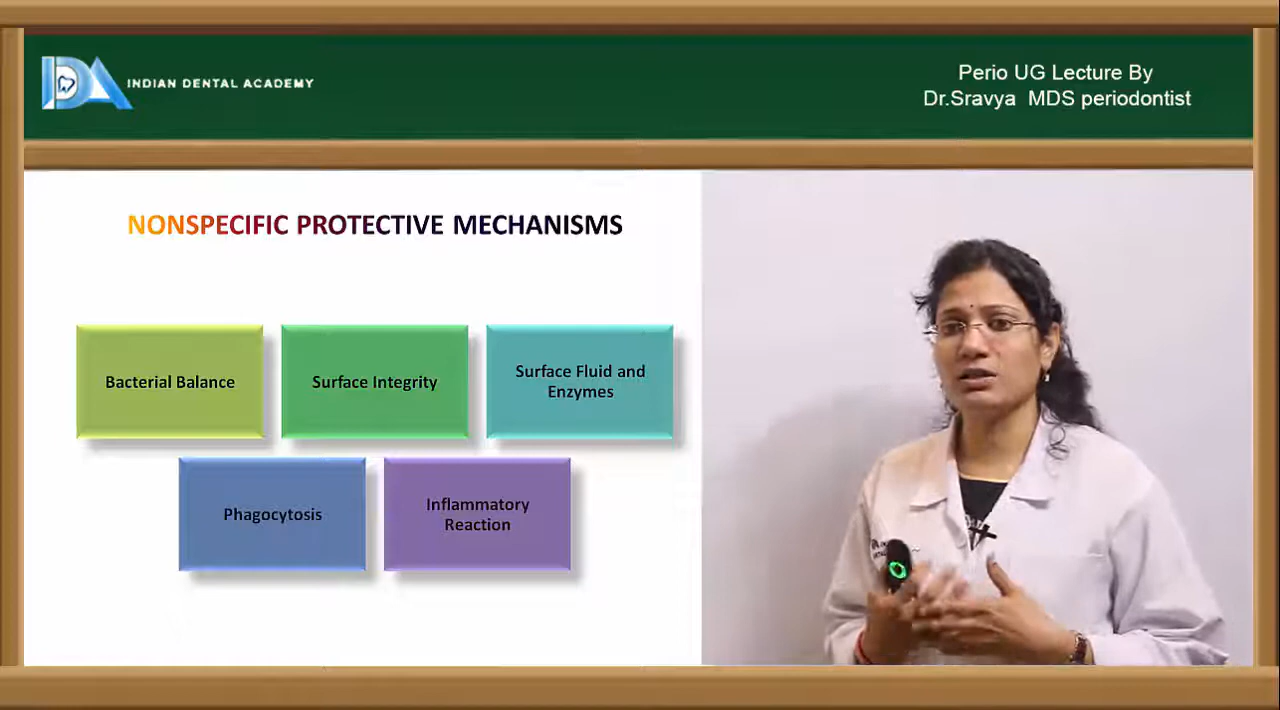 INDIAN DENTAL ACADEMY
Perio UG Lecture By
Dr.Sravya MDS periodontist
NONSPECIFIC PROTECTIVE MECHANISMS
Bacterial Balance
Surface Integrity
Surface Fluid and
Enzymes
Phagocytosis
Inflammatory
Reaction